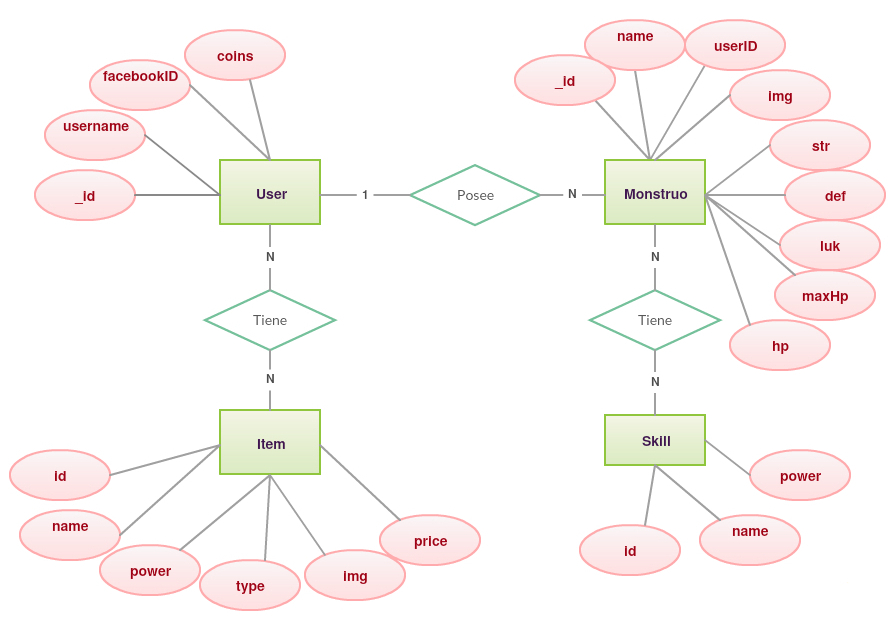 coins
facebookID
username
_id
User
1
Posee
N
Monstruo
_id
name
userID
img
str
def
luk
maxHp
hp
N
Tiene
N
N
Tiene
N
Item
id
name
power
type
img
price
Skill
power
name
id